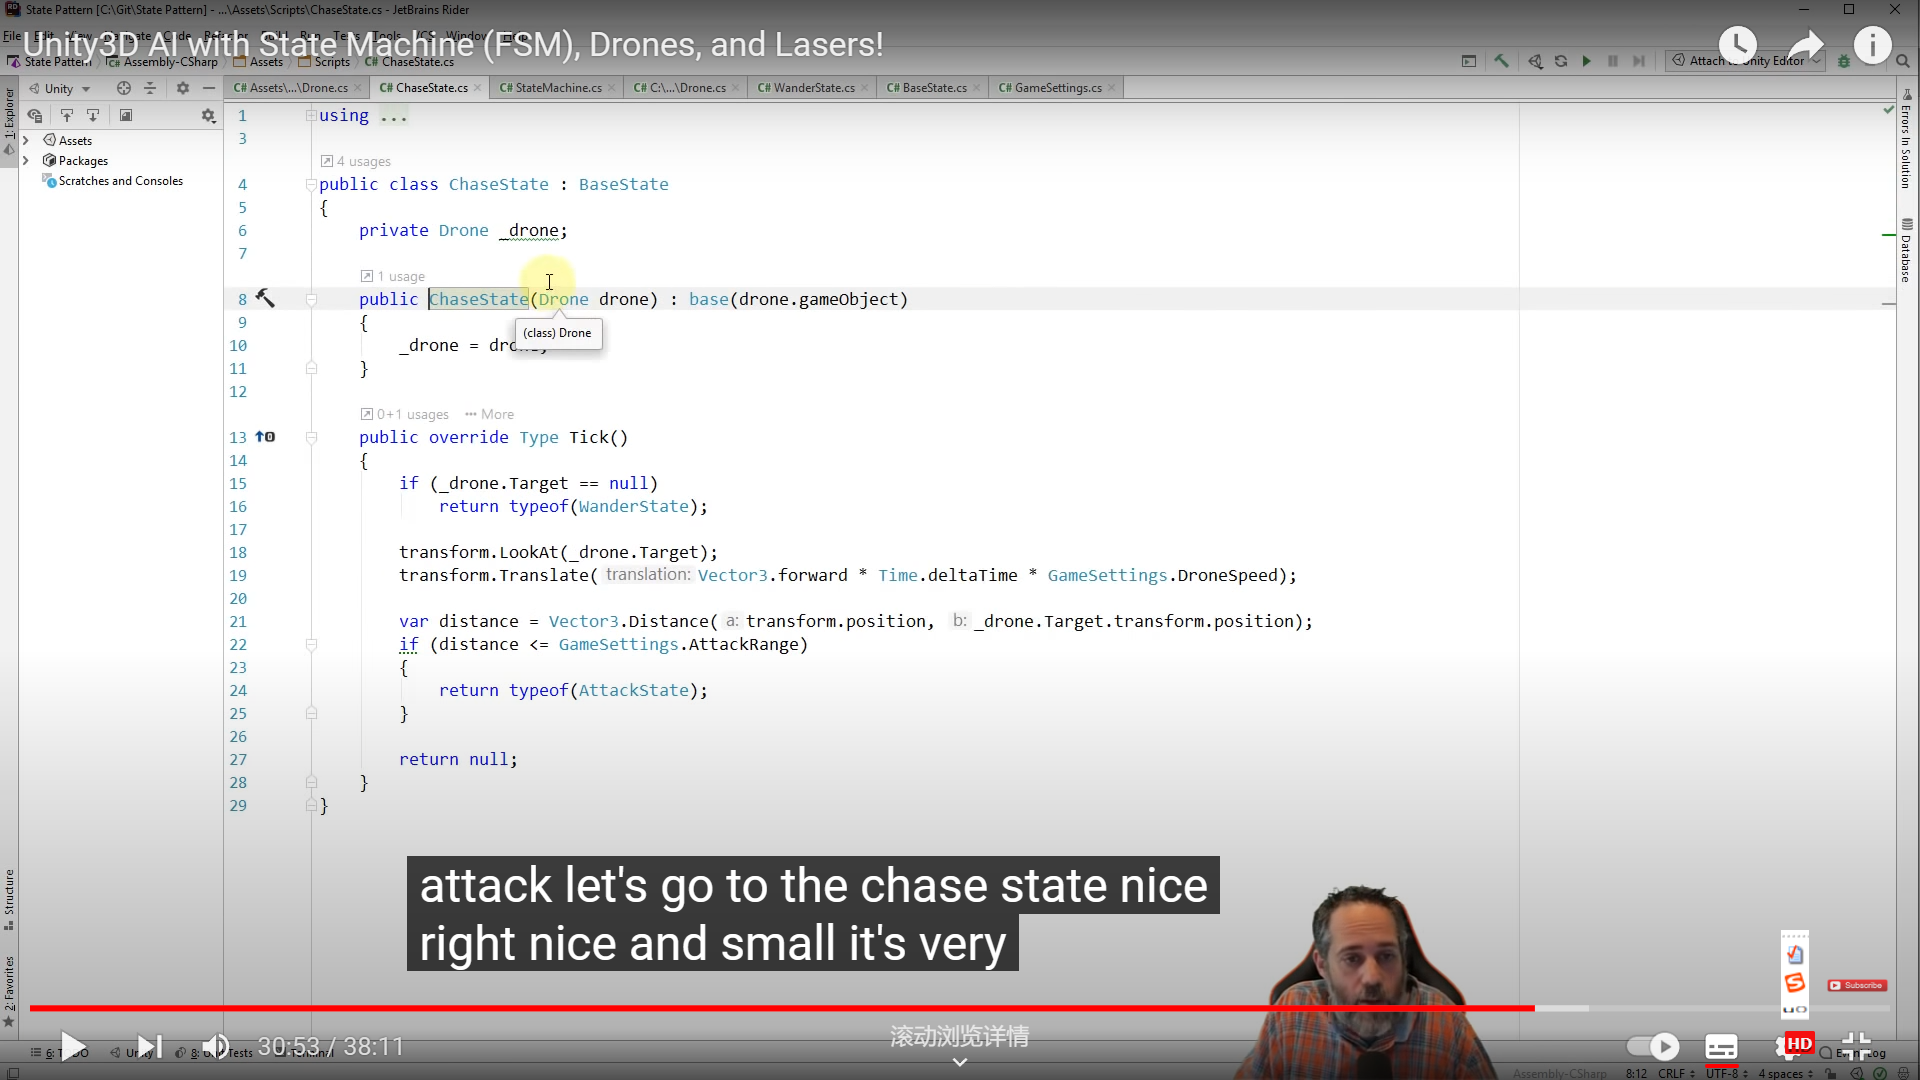 State Pattern [C:\Git\State Pattern] - ...\Assets\Scripts\ChaseState.cs - JetBrains Rider
Unity3D AI with State Machine (FSM), Drones, and Lasers!
Assembly-CSharp
Assets
Scripts
ChaseState.cs
Unity
C# Assets\...\Drone.cs
C# ChaseState.cs
C# StateMachine.cs
C# C:\...\Drone.cs
C# WanderState.cs
C# BaseState.cs
C# GameSettings.cs
1: Explorer
Assets
Packages
Scratches and Consoles
Errors In Solution
Database
1 using ...
3
4 usages
4 public class ChaseState : BaseState
5 {
6 private Drone _drone;
7
1 usage
8 public ChaseState(Drone drone) : base(drone.gameObject)
9 {
(class) Drone
10 _drone =
11 }
12
0+1 usages ··· More
13 public override Type Tick()
14 {
15 if (_drone.Target == null)
16 return typeof(WanderState);
17
18 transform.LookAt(_drone.Target);
19 transform.Translate( translation: Vector3.forward * Time.deltaTime * GameSettings.DroneSpeed);
20
21 var distance = Vector3.Distance( a: transform.position, b: _drone.Target.transform.position);
22 if (distance <= GameSettings.AttackRange)
23 {
24 return typeof(AttackState);
25 }
26
27 return null;
28 }
29 }
Structure
2: Favorites
attack let's go to the chase state nice
right nice and small it's very
Subscribe
30:53 / 38:11
滚动浏览详情
HD
Assembly-CSharp 8:12 CRLF UTF-8 4 spaces